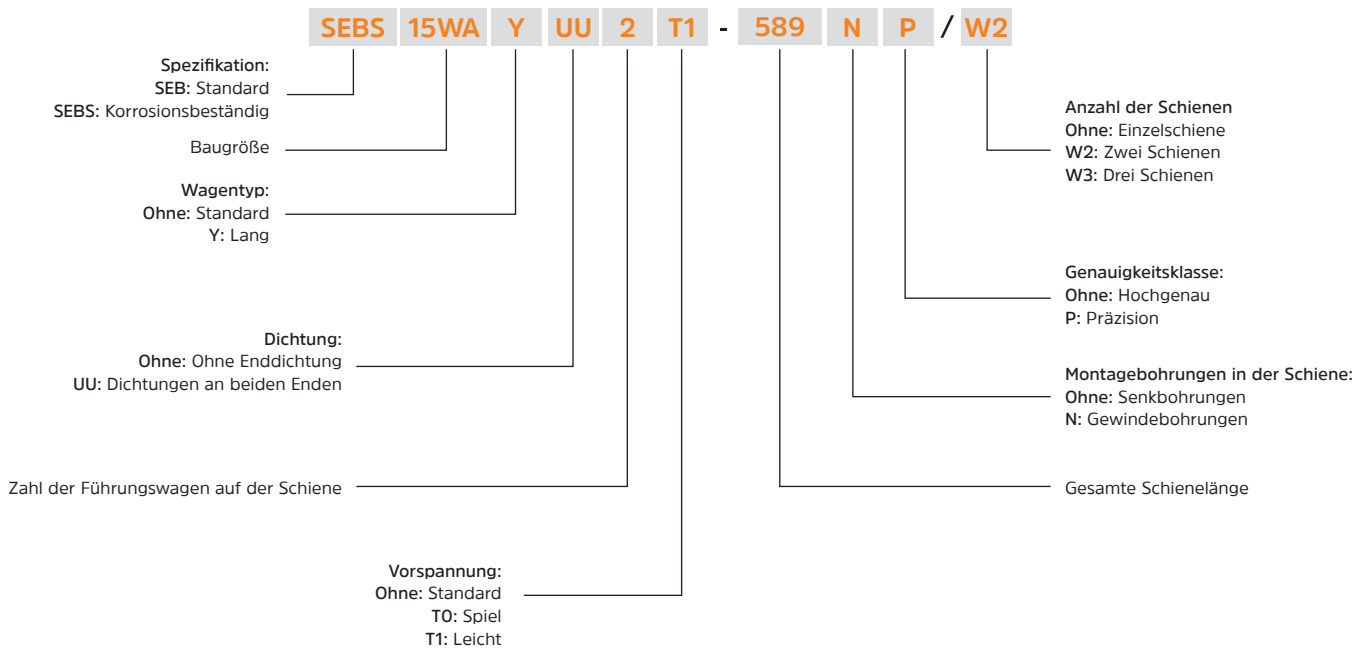 SEBS 15WA Y UU 2 T1 - 589 N P / W2
Spezifikation:
SEB: Standard
SEBS: Korrosionsbeständig
Baugröße
Wagentyp:
Ohne: Standard
Y: Lang
Dichtung:
Ohne: Ohne Enddichtung
UU: Dichtungen an beiden Enden
Zahl der Führungswagen auf der Schiene
Vorspannung:
Ohne: Standard
T0: Spiel
T1: Leicht
Anzahl der Schienen
Ohne: Einzelschiene
W2: Zwei Schienen
W3: Drei Schienen
Genauigkeitsklasse:
Ohne: Hochgenau
P: Präzision
Montagebohrungen in der Schiene:
Ohne: Senkbohrungen
N: Gewindebohrungen
Gesamte Schienelänge